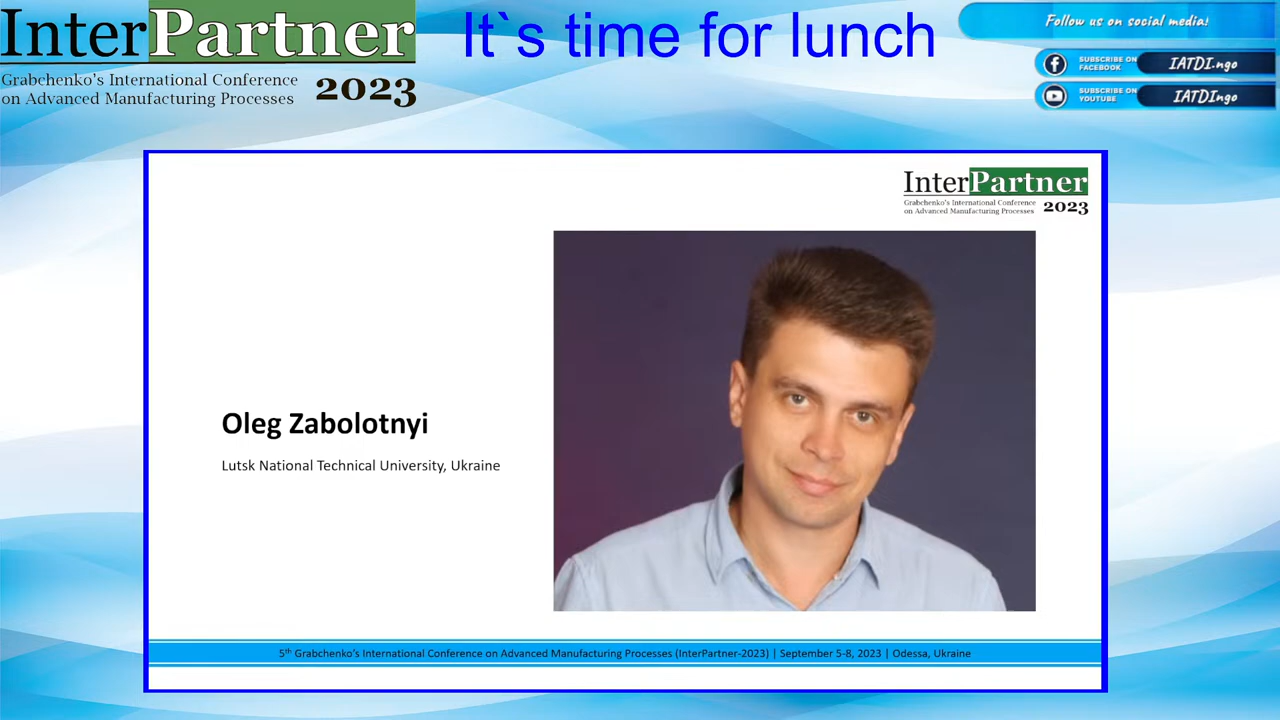 InterPartner
Grabchenko's International Conference
on Advanced Manufacturing Processes
2023
It`s time for lunch
Follow us on social media!
SUBSCRIBE ON
FACEBOOK
IATDI.ngo
SUBSCRIBE ON
YOUTUBE
IATDIngo
InterPartner
Grabchenko's International Conference
on Advanced Manufacturing Processes
2023
Oleg Zabolotnyi
Lutsk National Technical University, Ukraine
5th Grabchenko's International Conference on Advanced Manufacturing Processes (InterPartner-2023) | September 5-8, 2023 | Odessa, Ukraine